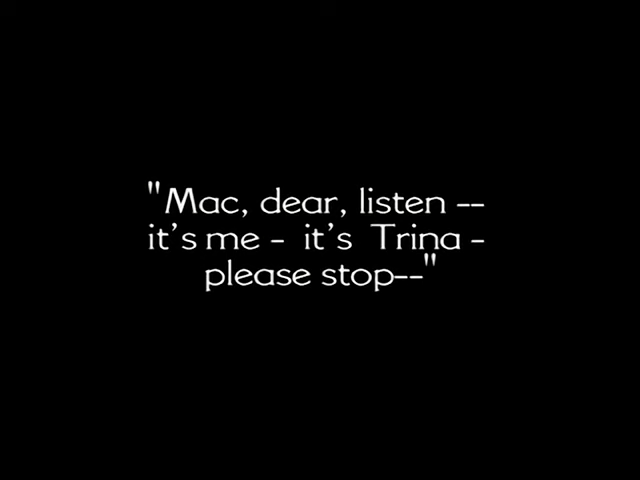 "Mac, dear, listen --
it's me - it's Trina -
please stop--"